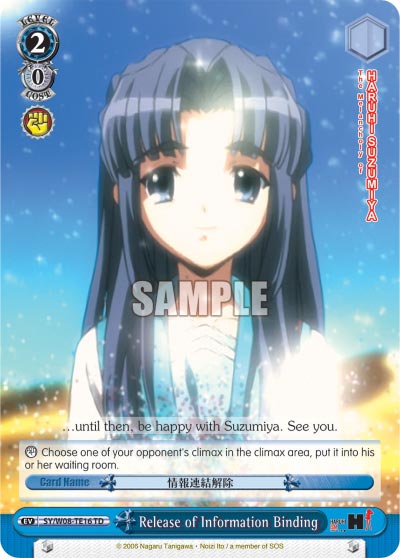 LEVEL
2
0
COST
The Melancholy of
HARUHI SUZUMIYA
SAMPLE
…until then, be happy with Suzumiya. See you.
Choose one of your opponent's climax in the climax area, put it into his
or her waiting room.
Card Name
情報連結解除
EV SY/W08-TE16 TD Release of Information Binding
© 2006 Nagaru Tanigawa • Noizi Ito / a member of SOS